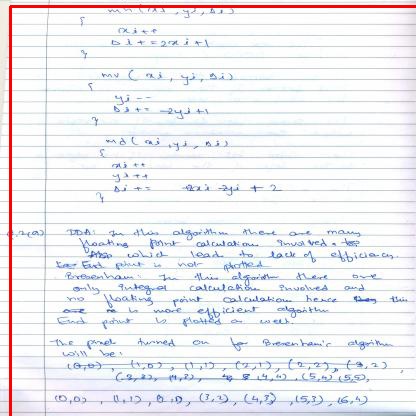 mh (xi, yi, Δi)
{
xi++
Δi += 2xi+1
}
mv ( xi, yi, Δi)
{
yi--
Δi += -2yi+1
}
md ( xi, yi, Δi)
{
xi++
yi++
Δi += 2xi-2yi + 2
}
Q.2(a) DDA: In this algorithm there are many
floating point calculation involved.
which lead to lack of efficiency.
End point is not plotted
Bresenham: In this algorithm there are
only integral calculation involved and
no floating point calculation hence this
is more efficient algorithm
End point is plotted as well.
The pixel turned on for Bresenham's algorithm
will be:
(0,0) , (1,0) , (1,1) , (2,1) , (2,2) , (3,2) ,
(3,3), (4,3), (4,4) , (5,4) (5,5),
(0,0) , (1,1) , (3,2) , (4,3) , (5,3) , (6,4)